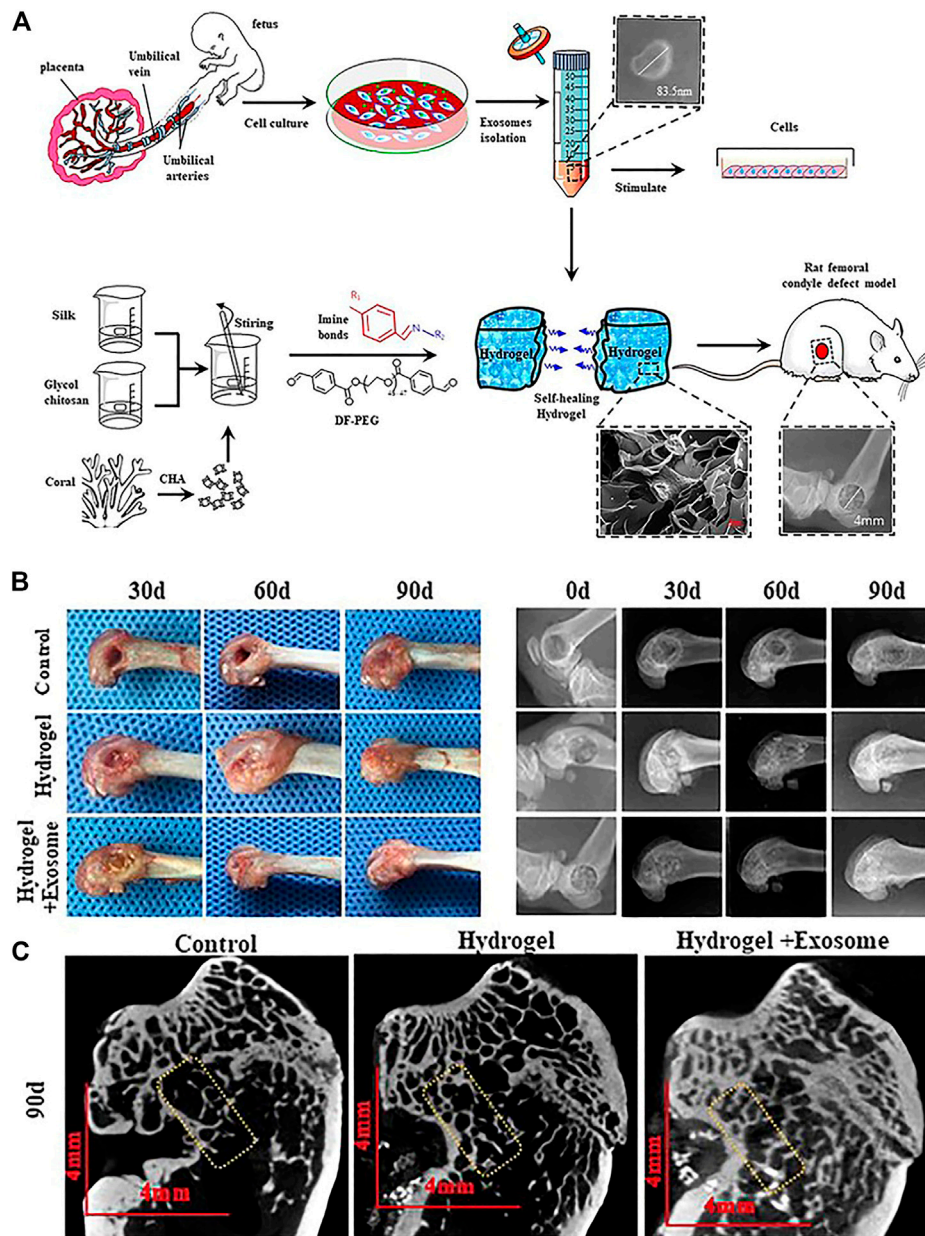 A
fetus
Umbilical
vein
placenta
Umbilical
arteries
Cell culture
Exosomes
isolation
50
83.5nm
Cells
Stimulate
Silk
Stiring
Glycol
chitosan
Coral
CHA
R1
Imine
bonds
N
R2
O
DF-PEG
Hydrogel
Hydrogel
Self-healing
Hydrogel
Rat femoral
condyle defect
model
4mm
B
30d 60d 90d 0d 30d 60d 90d
Control
Hydrogel
Hydrogel
+Exosome
C
Control Hydrogel Hydrogel +Exosome
90d
4mm
4mm
4mm
4mm
4mm
4mm